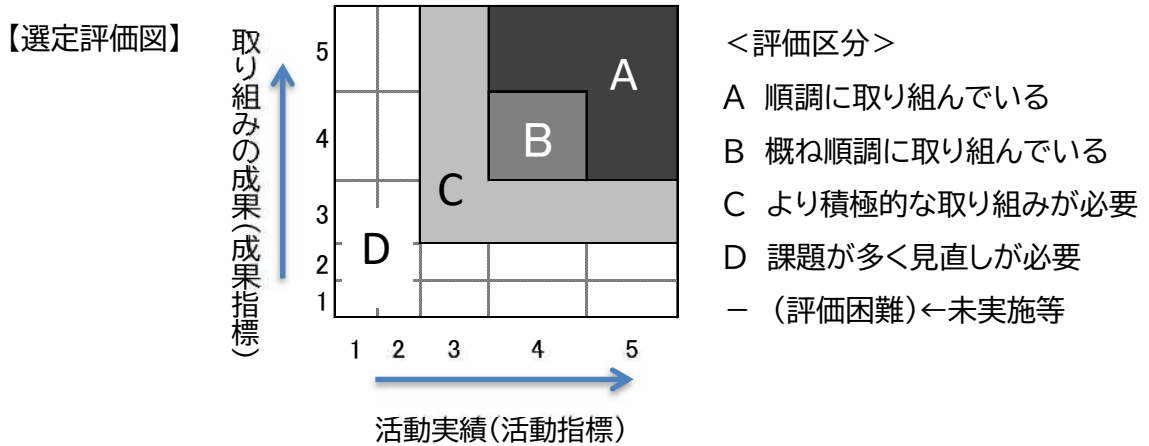 【選定評価図】
取り組みの成果(成果指標)
5
4
3
2
1
A
B
C
D
1 2 3 4 5
活動実績(活動指標)
<評価区分>
A 順調に取り組んでいる
B 概ね順調に取り組んでいる
C より積極的な取り組みが必要
D 課題が多く見直しが必要
− (評価困難)←未実施等